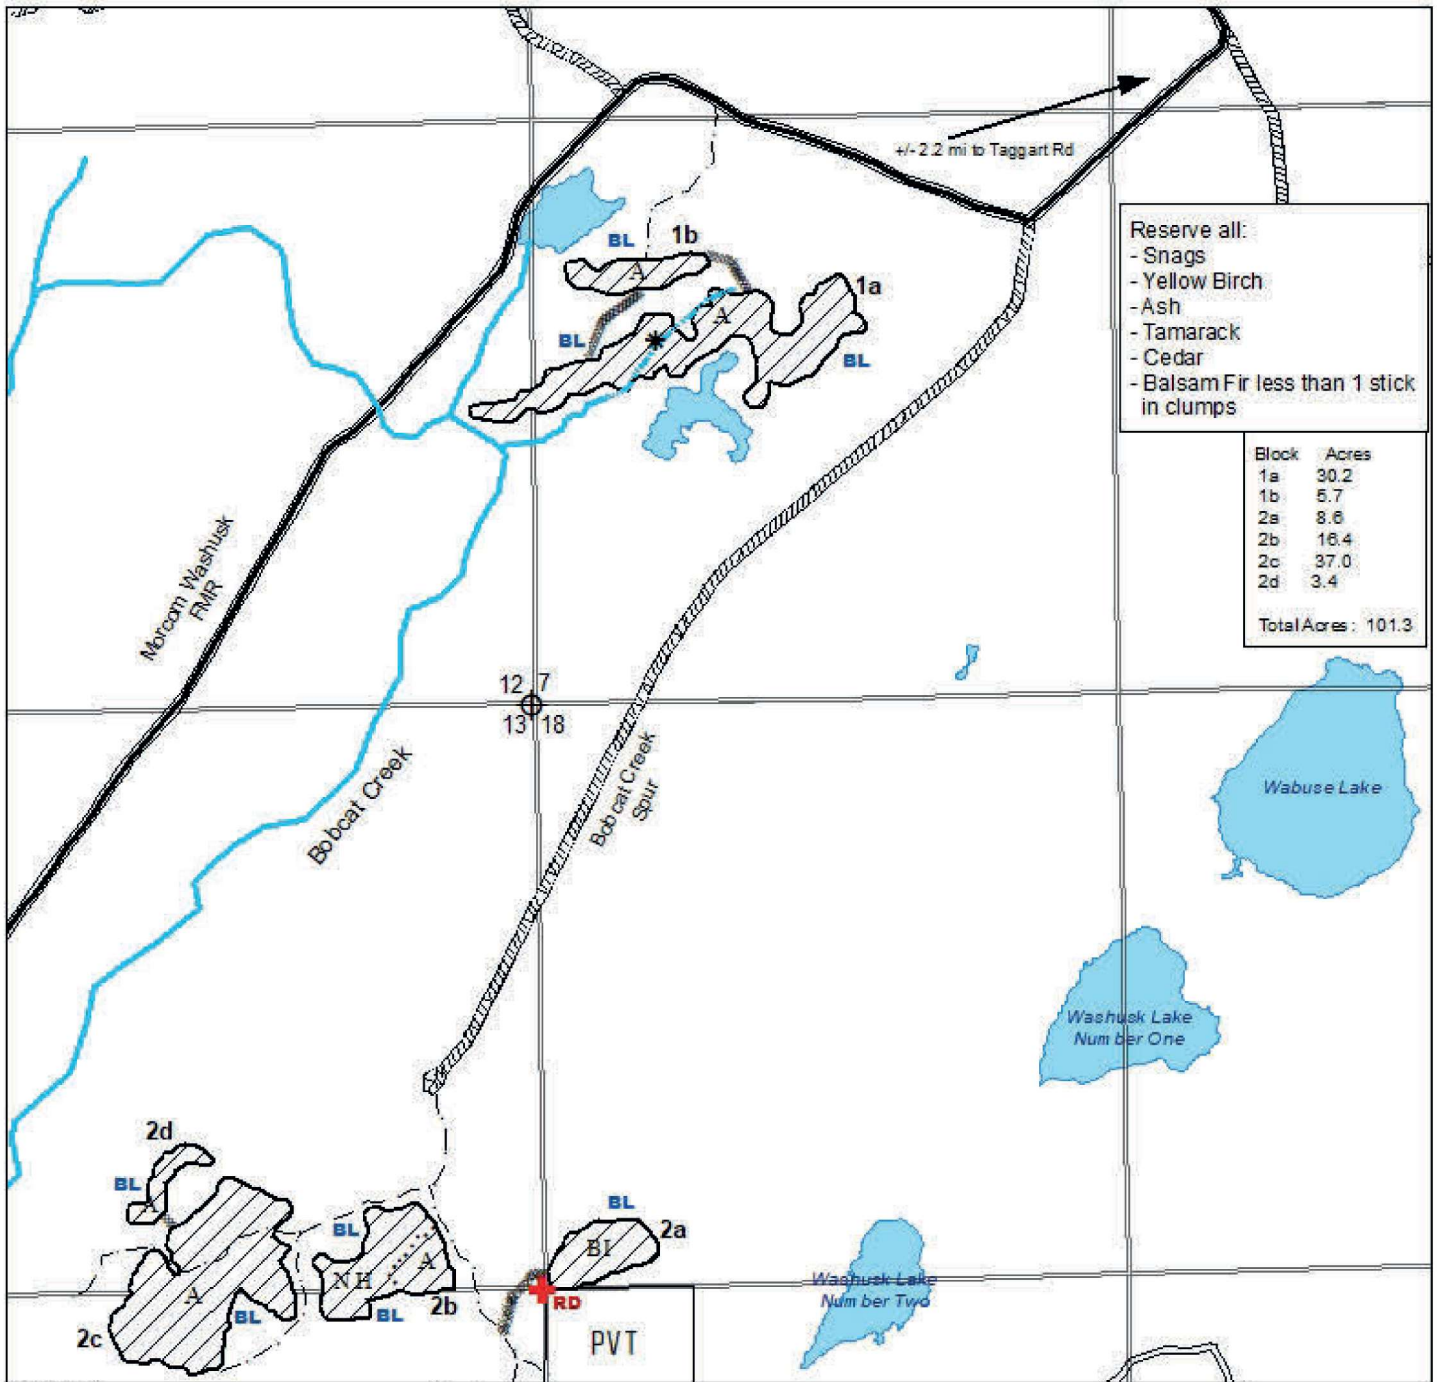 +/- 2.2 mi to Taggart Rd
Reserve all:
- Snags
- Yellow Birch
- Ash
- Tamarack
- Cedar
- Balsam Fir less than 1 stick
in clumps
BL
1b
A
1a
BL
A
BL
Block Acres
1a 30.2
1b 5.7
2a 8.6
2b 16.4
2c 37.0
2d 3.4
Total Acres: 101.3
Morcom Washusk
FMR
12 7
13 18
Bobcat Creek
Bobcat Creek
Spur
Wabuse Lake
Washusk Lake
Number One
2d
BL
A
BL
BL
2a
BI
NH
A
A
2b
BL
BL
2c
RD
PVT
Washusk Lake
Number Two